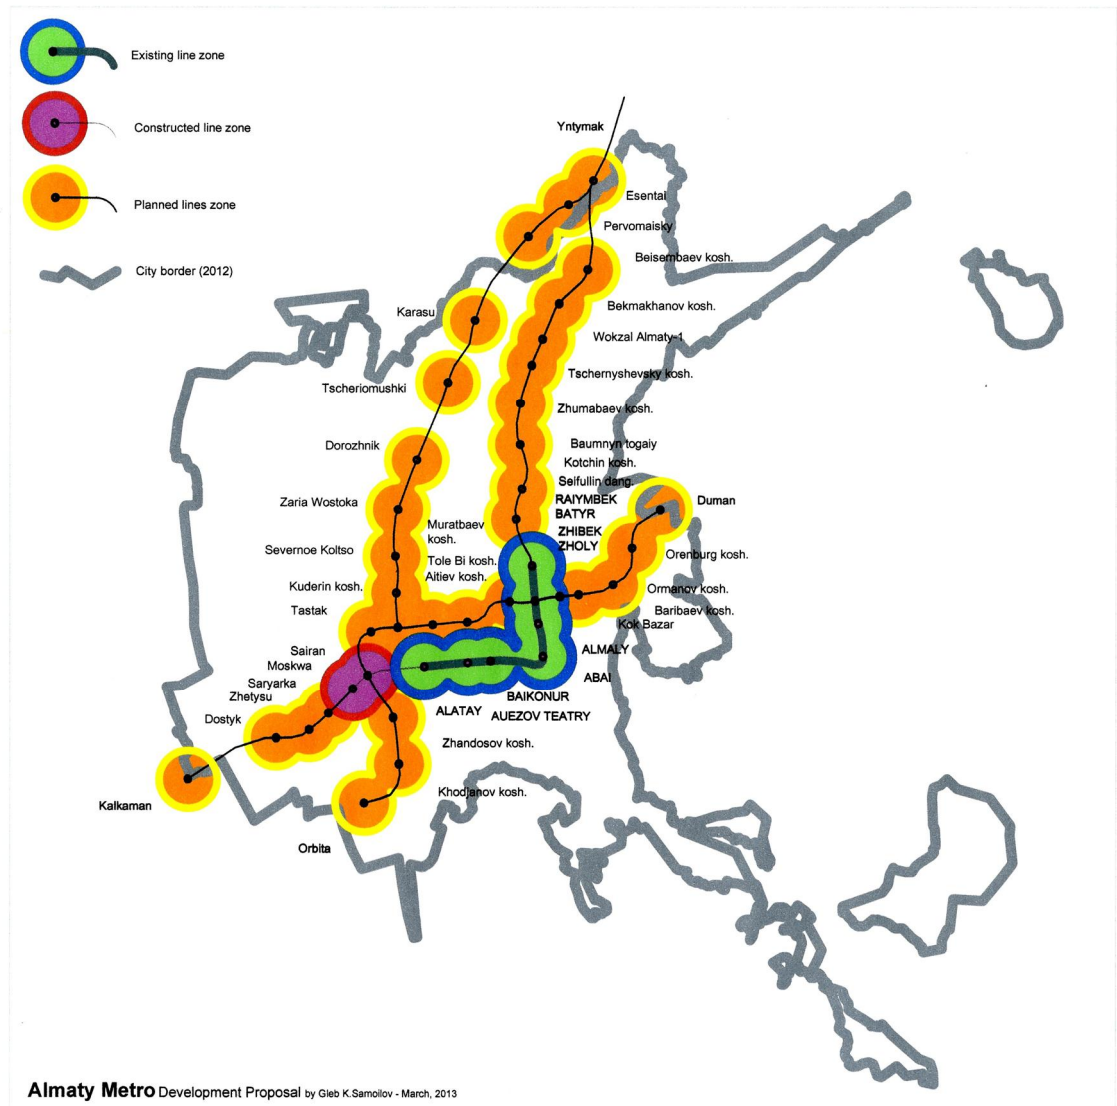 Existing line zone
Constructed line zone
Planned lines zone
City border (2012)
Yntymak
Esentai
Pervomaisky
Beisembaev kosh.
Karasu
Bekmakhanov kosh.
Wokzal Almaty-1
Tscheriomushki
Tschernyshevsky kosh.
Zhumabaev kosh.
Dorozhnik
Baumnyn togaiy
Kotchin kosh.
Seifullin dang.
Zaria Wostoka
RAIYMBEK
BATYR
Duman
Muratbaev
kosh.
ZHIBEK
ZHOLY
Severnoe Koltso
Tole Bi kosh.
Orenburg kosh.
Aitiev kosh.
Kuderin kosh.
Ormanov kosh.
Tastak
Baribaev kosh.
Kok Bazar
Sairan
ALMALY
Moskwa
Saryarka
ABAI
Zhetysu
BAIKONUR
Dostyk
ALATAY
AUEZOV TEATRY
Zhandosov kosh.
Khodjanov kosh.
Kalkaman
Orbita
Almaty Metro Development Proposal by Gleb K.Samoilov - March, 2013